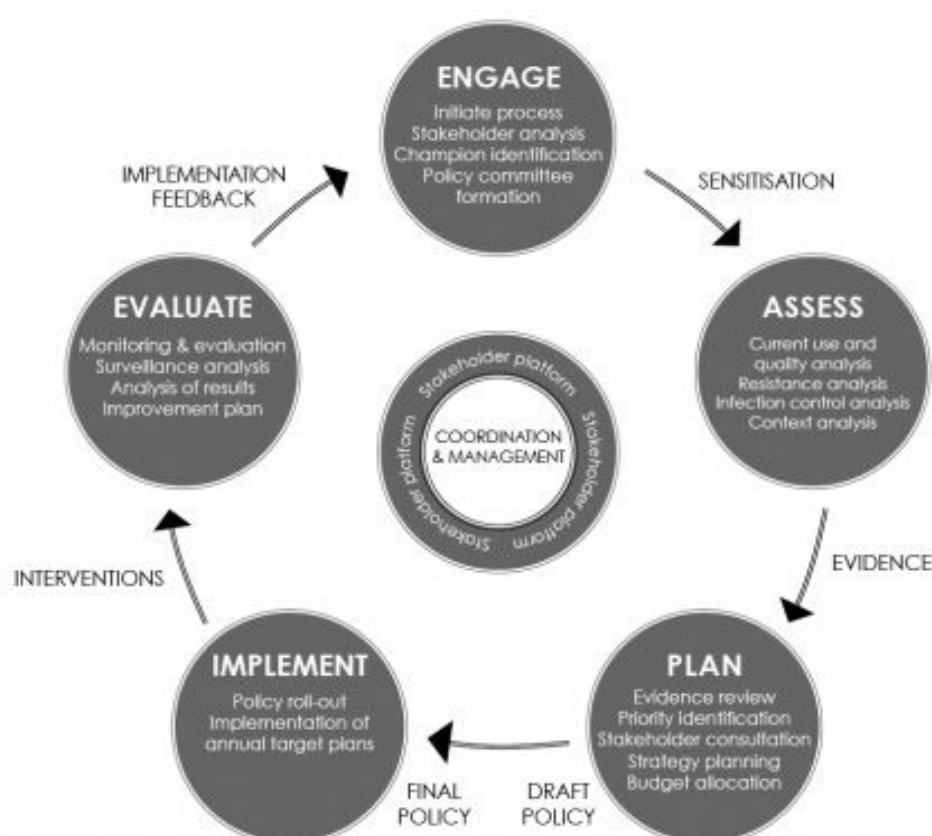 ENGAGE
Initiate process
Stakeholder analysis
Champion identification
Policy committee
formation
SENSITISATION
ASSESS
Current use and
quality analysis
Resistance analysis
Infection control analysis
Context analysis
EVIDENCE
PLAN
Evidence review
Priority identification
Stakeholder consultation
Strategy planning
Budget allocation
DRAFT
POLICY
FINAL
POLICY
IMPLEMENT
Policy roll-out
Implementation of
annual target plans
INTERVENTIONS
EVALUATE
Monitoring & evaluation
Surveillance analysis
Analysis of results
Improvement plan
IMPLEMENTATION
FEEDBACK
Stakeholder platform
Stakeholder platform
Stakeholder platform
COORDINATION
& MANAGEMENT